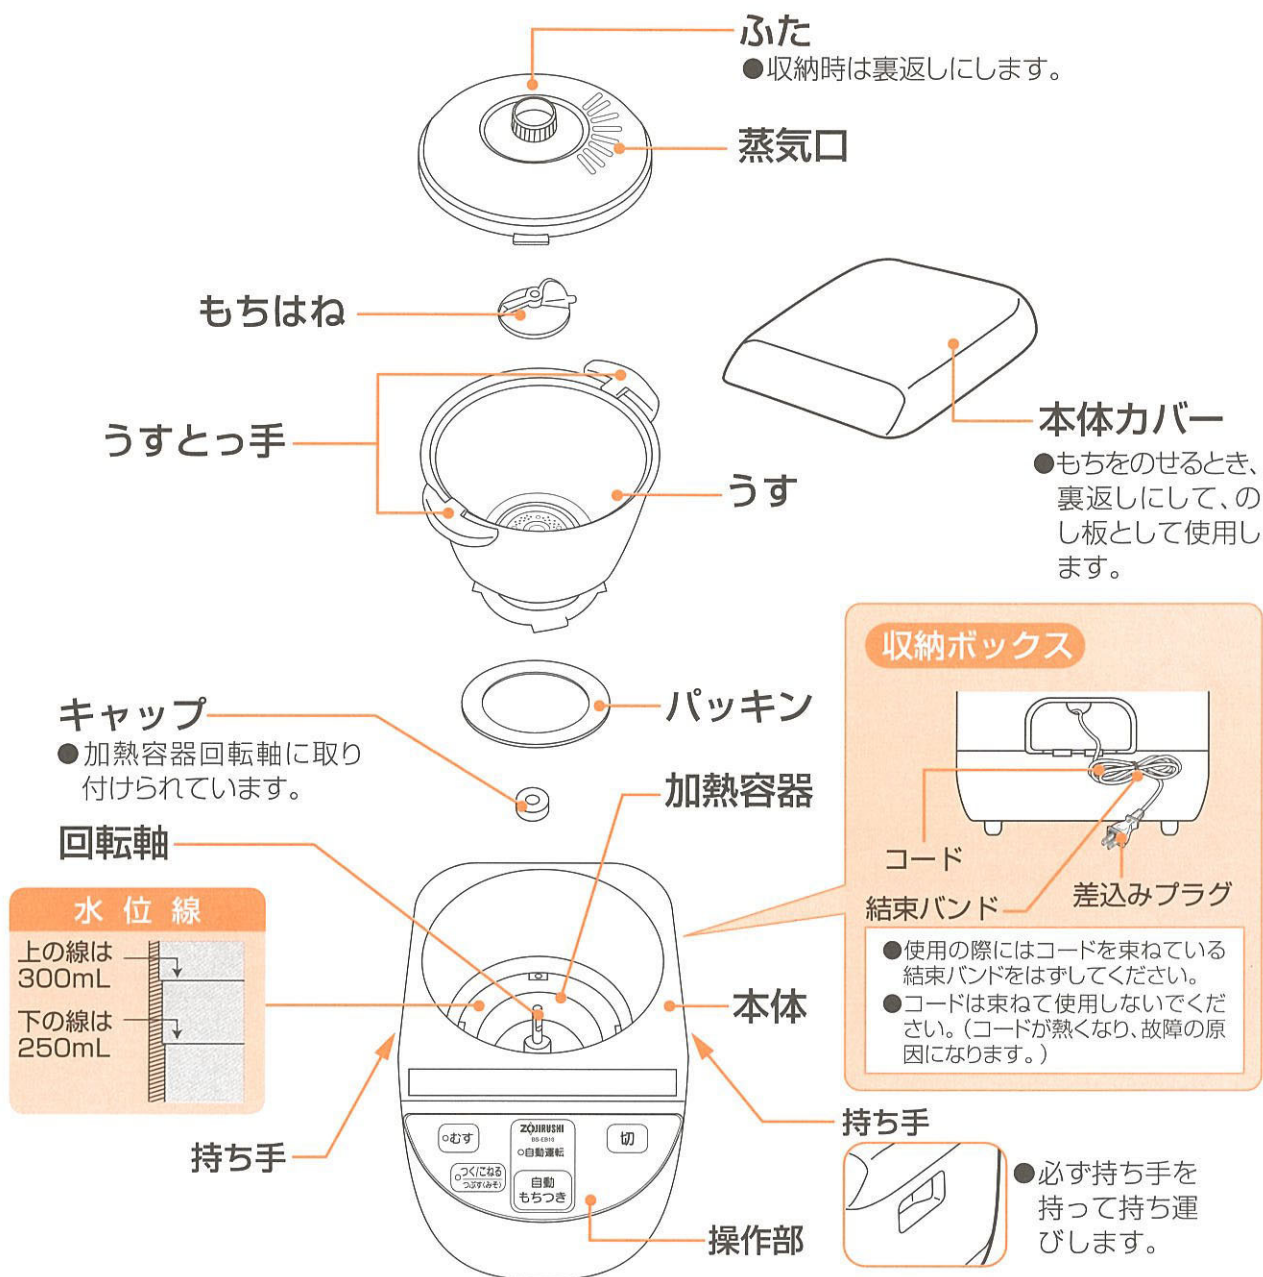 ふた
●収納時は裏返しにします。
蒸気口
もちはね
うすとっ手
うす
本体カバー
●もちをのせるとき、
裏返しにして、の
し板として使用し
ます。
キャップ
●加熱容器回転軸に取り
付けられています。
パッキン
加熱容器
回転軸
水位線
上の線は
300mL
下の線は
250mL
本体
持ち手
収納ボックス
コード
結束バンド
差込みプラグ
●使用の際にはコードを束ねている
結束バンドをはずしてください。
●コードは束ねて使用しないでくだ
さい。(コードが熱くなり、故障の原
因になります。)
持ち手
●必ず持ち手を
持って持ち運
びします。
むす
ZOJIRUSHI
BS-EB10
自動運転
切
つく/こねる
つぶす(みそ)
自動
もちつき
操作部